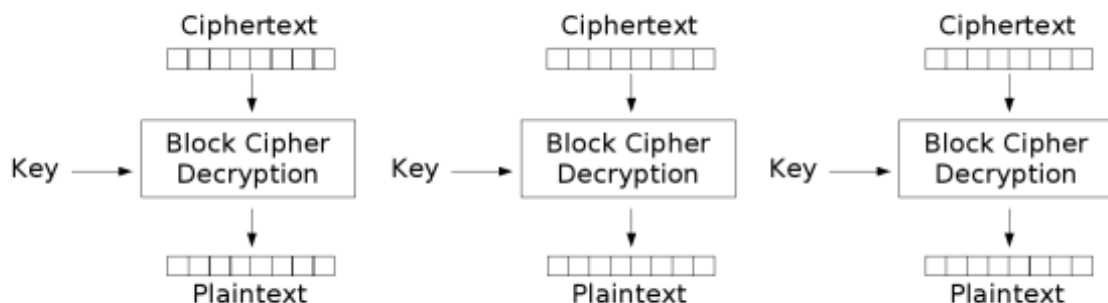 Ciphertext
Ciphertext
Ciphertext
Key
Block Cipher
Decryption
Key
Block Cipher
Decryption
Key
Block Cipher
Decryption
Plaintext
Plaintext
Plaintext